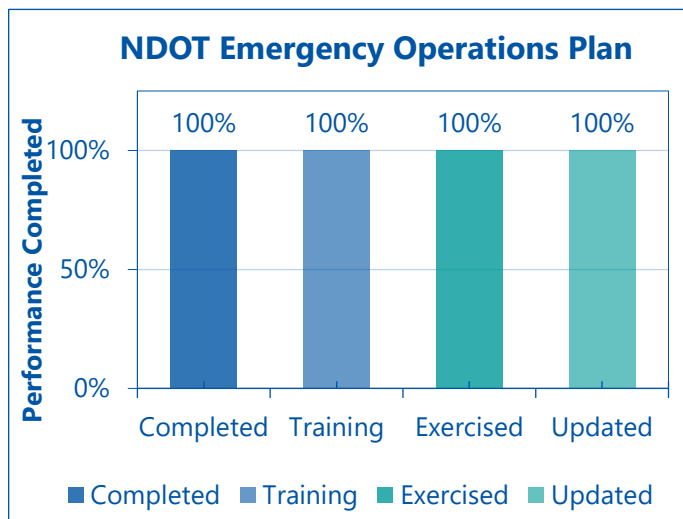 NDOT Emergency Operations Plan
100% 100% 100% 100%
Performance Completed
100%
50%
0%
Completed Training Exercised Updated
Completed Training Exercised Updated